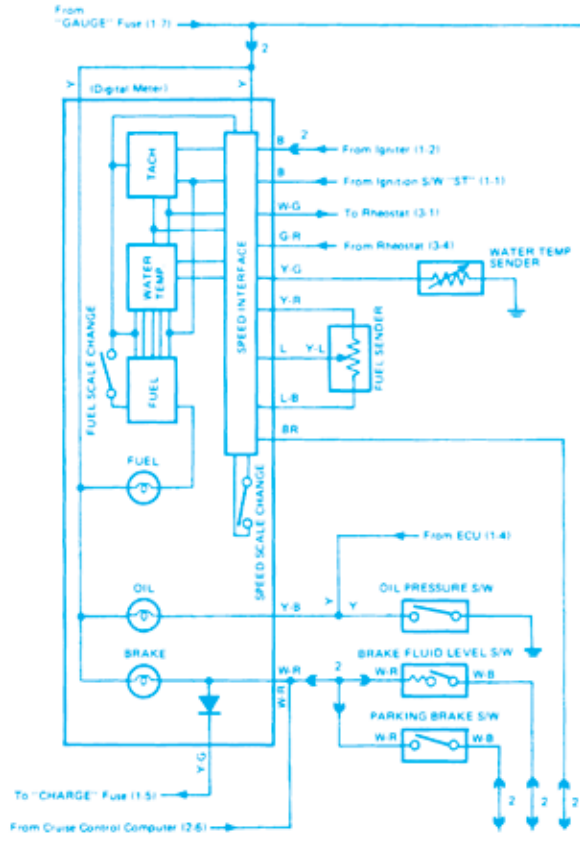 From
"GAUGE" Fuse (1-7)
2
Y
Y
(Digital Meter)
B
2
From Igniter (1-2)
TACH
B
From Ignition S/W "ST" (1-1)
W-G
To Rheostat (3-1)
G-R
From Rheostat (3-4)
WATER TEMP
SENDER
WATER
TEMP
Y-G
SPEED INTERFACE
Y-R
FUEL SCALE CHANGE
L
Y-L
FUEL SENDER
FUEL
L-B
BR
FUEL
SPEED SCALE CHANGE
From ECU (1-4)
OIL
OIL PRESSURE S/W
Y-B
Y
Y
BRAKE
BRAKE FLUID LEVEL S/W
W-R
2
W-R
W-B
W-R
PARKING BRAKE S/W
W-R
W-B
Y-G
To "CHARGE" Fuse (1-5)
2
2
2
From Cruise Control Computer (2-6)